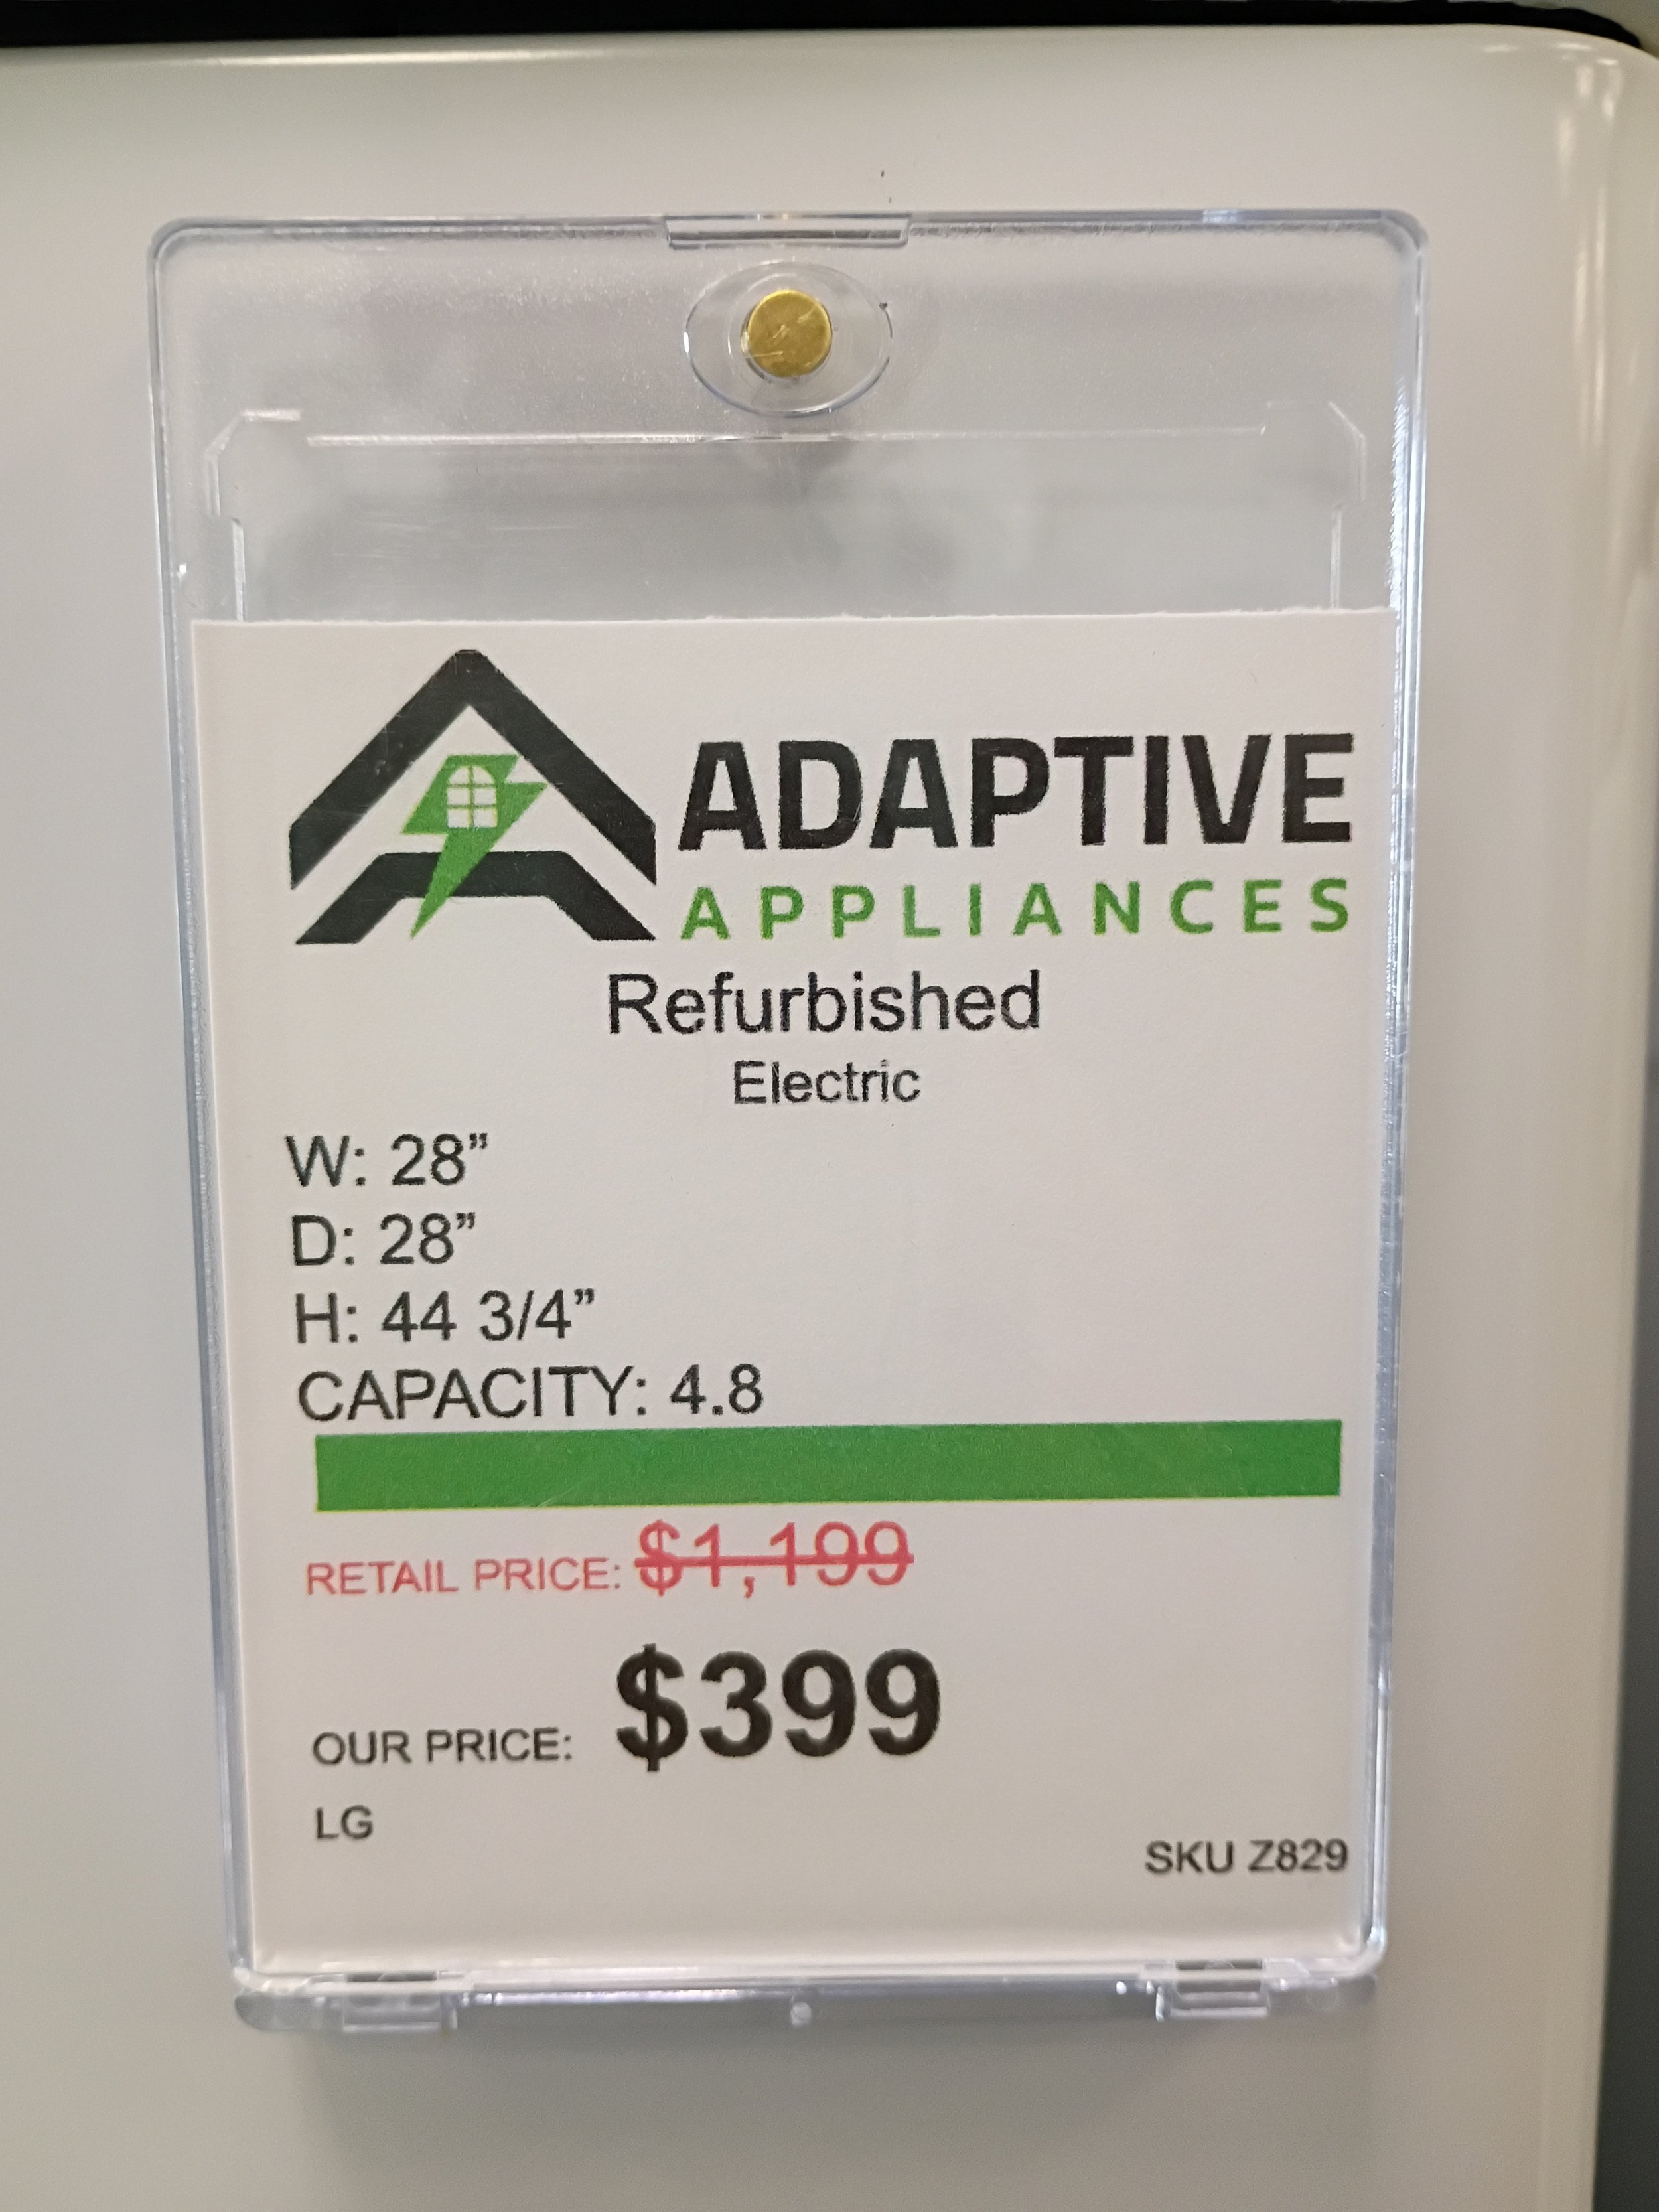 ADAPTIVE
APPLIANCES
Refurbished
Electric
W: 28”
D: 28”
H: 44 3/4”
CAPACITY: 4.8
RETAIL PRICE: $1,199
OUR PRICE: $399
LG
SKU Z829